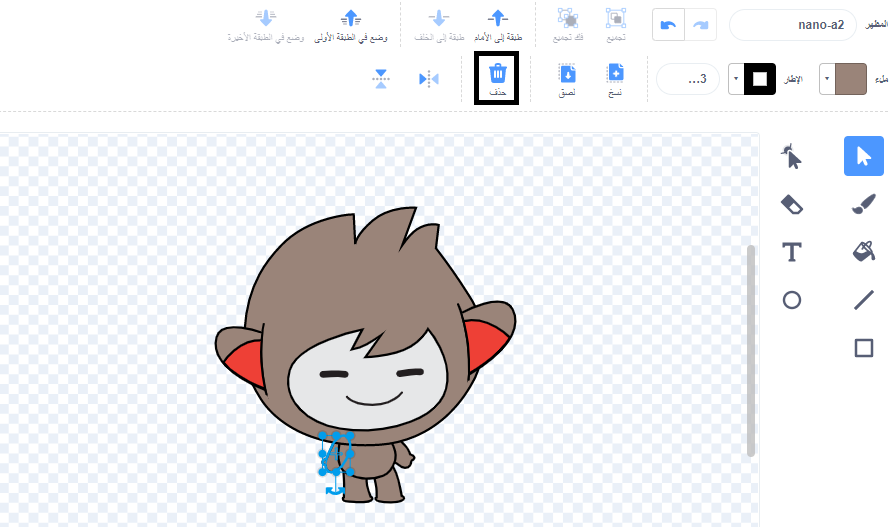 المظهر nano-a2 تجميع فك تجميع طبقة إلى الأمام طبقة إلى الخلف وضع في الطبقة الأولى وضع في الطبقة الأخيرة
الإطار 3... نسخ لصق حذف